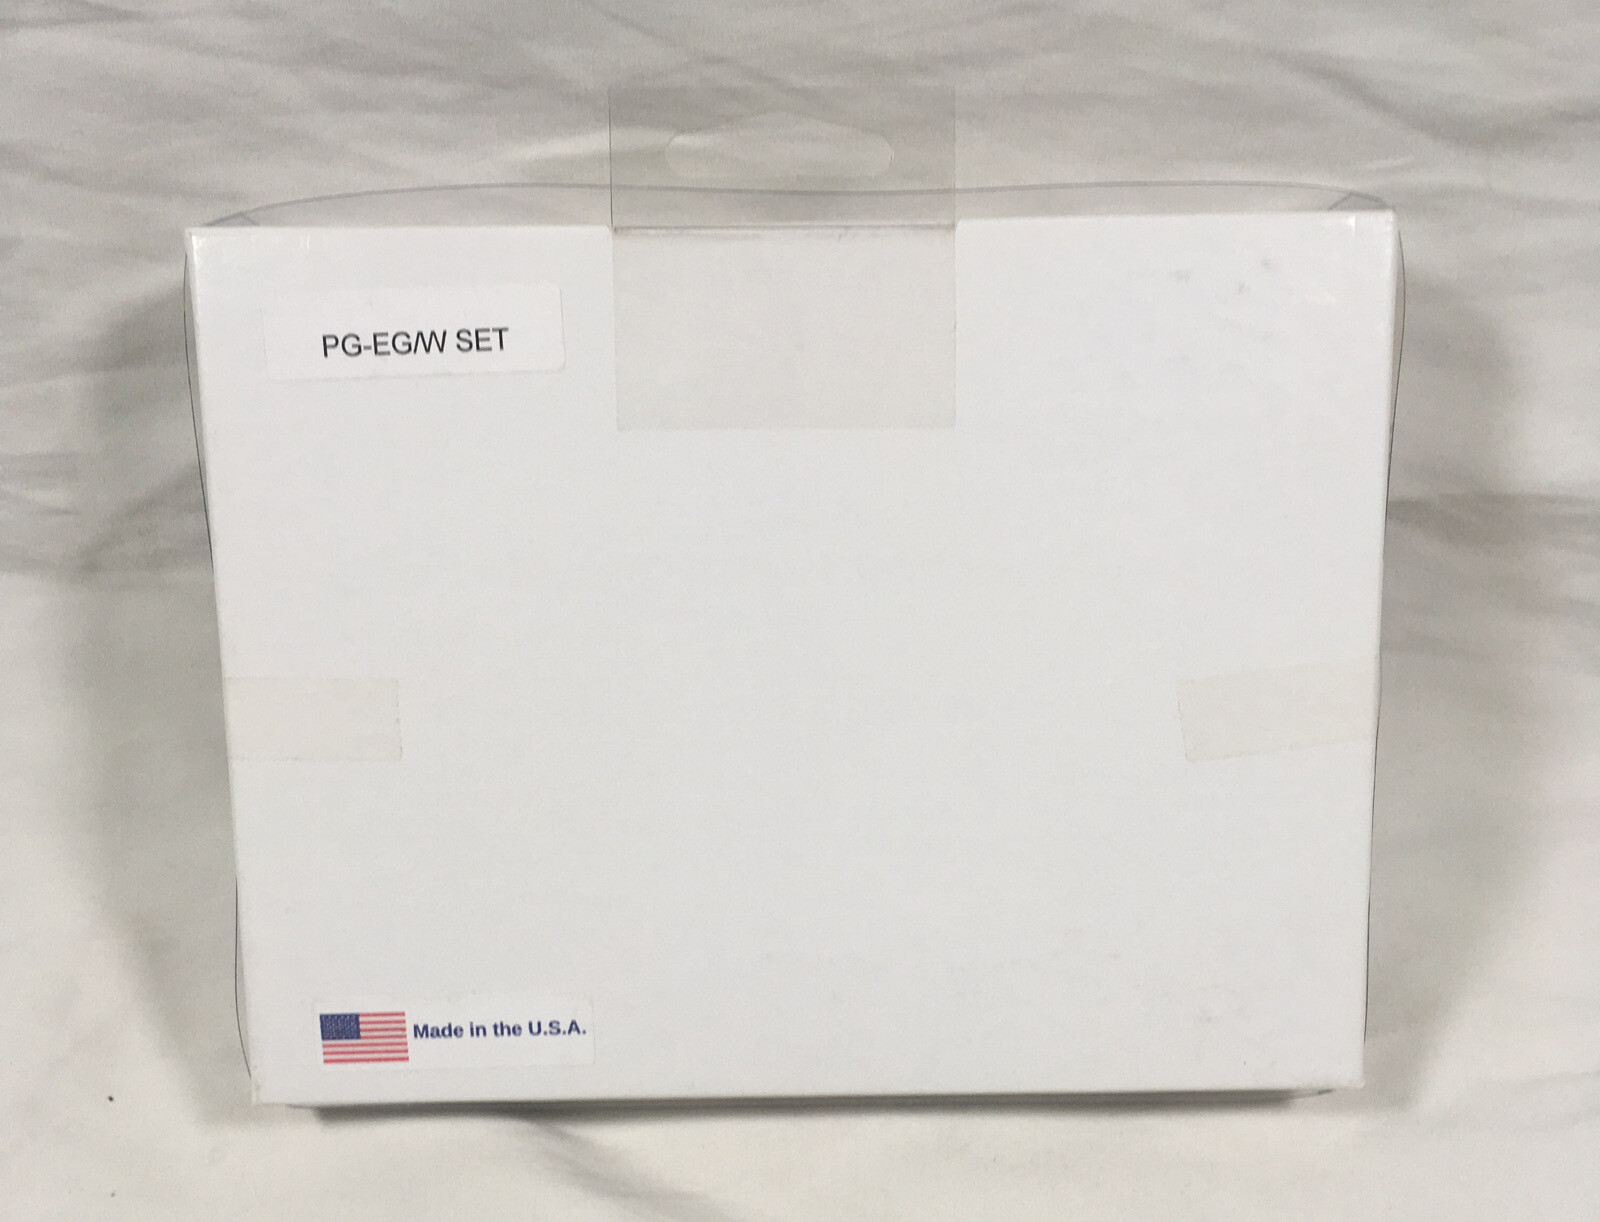 PG-EG/W SET
Made in the U.S.A.